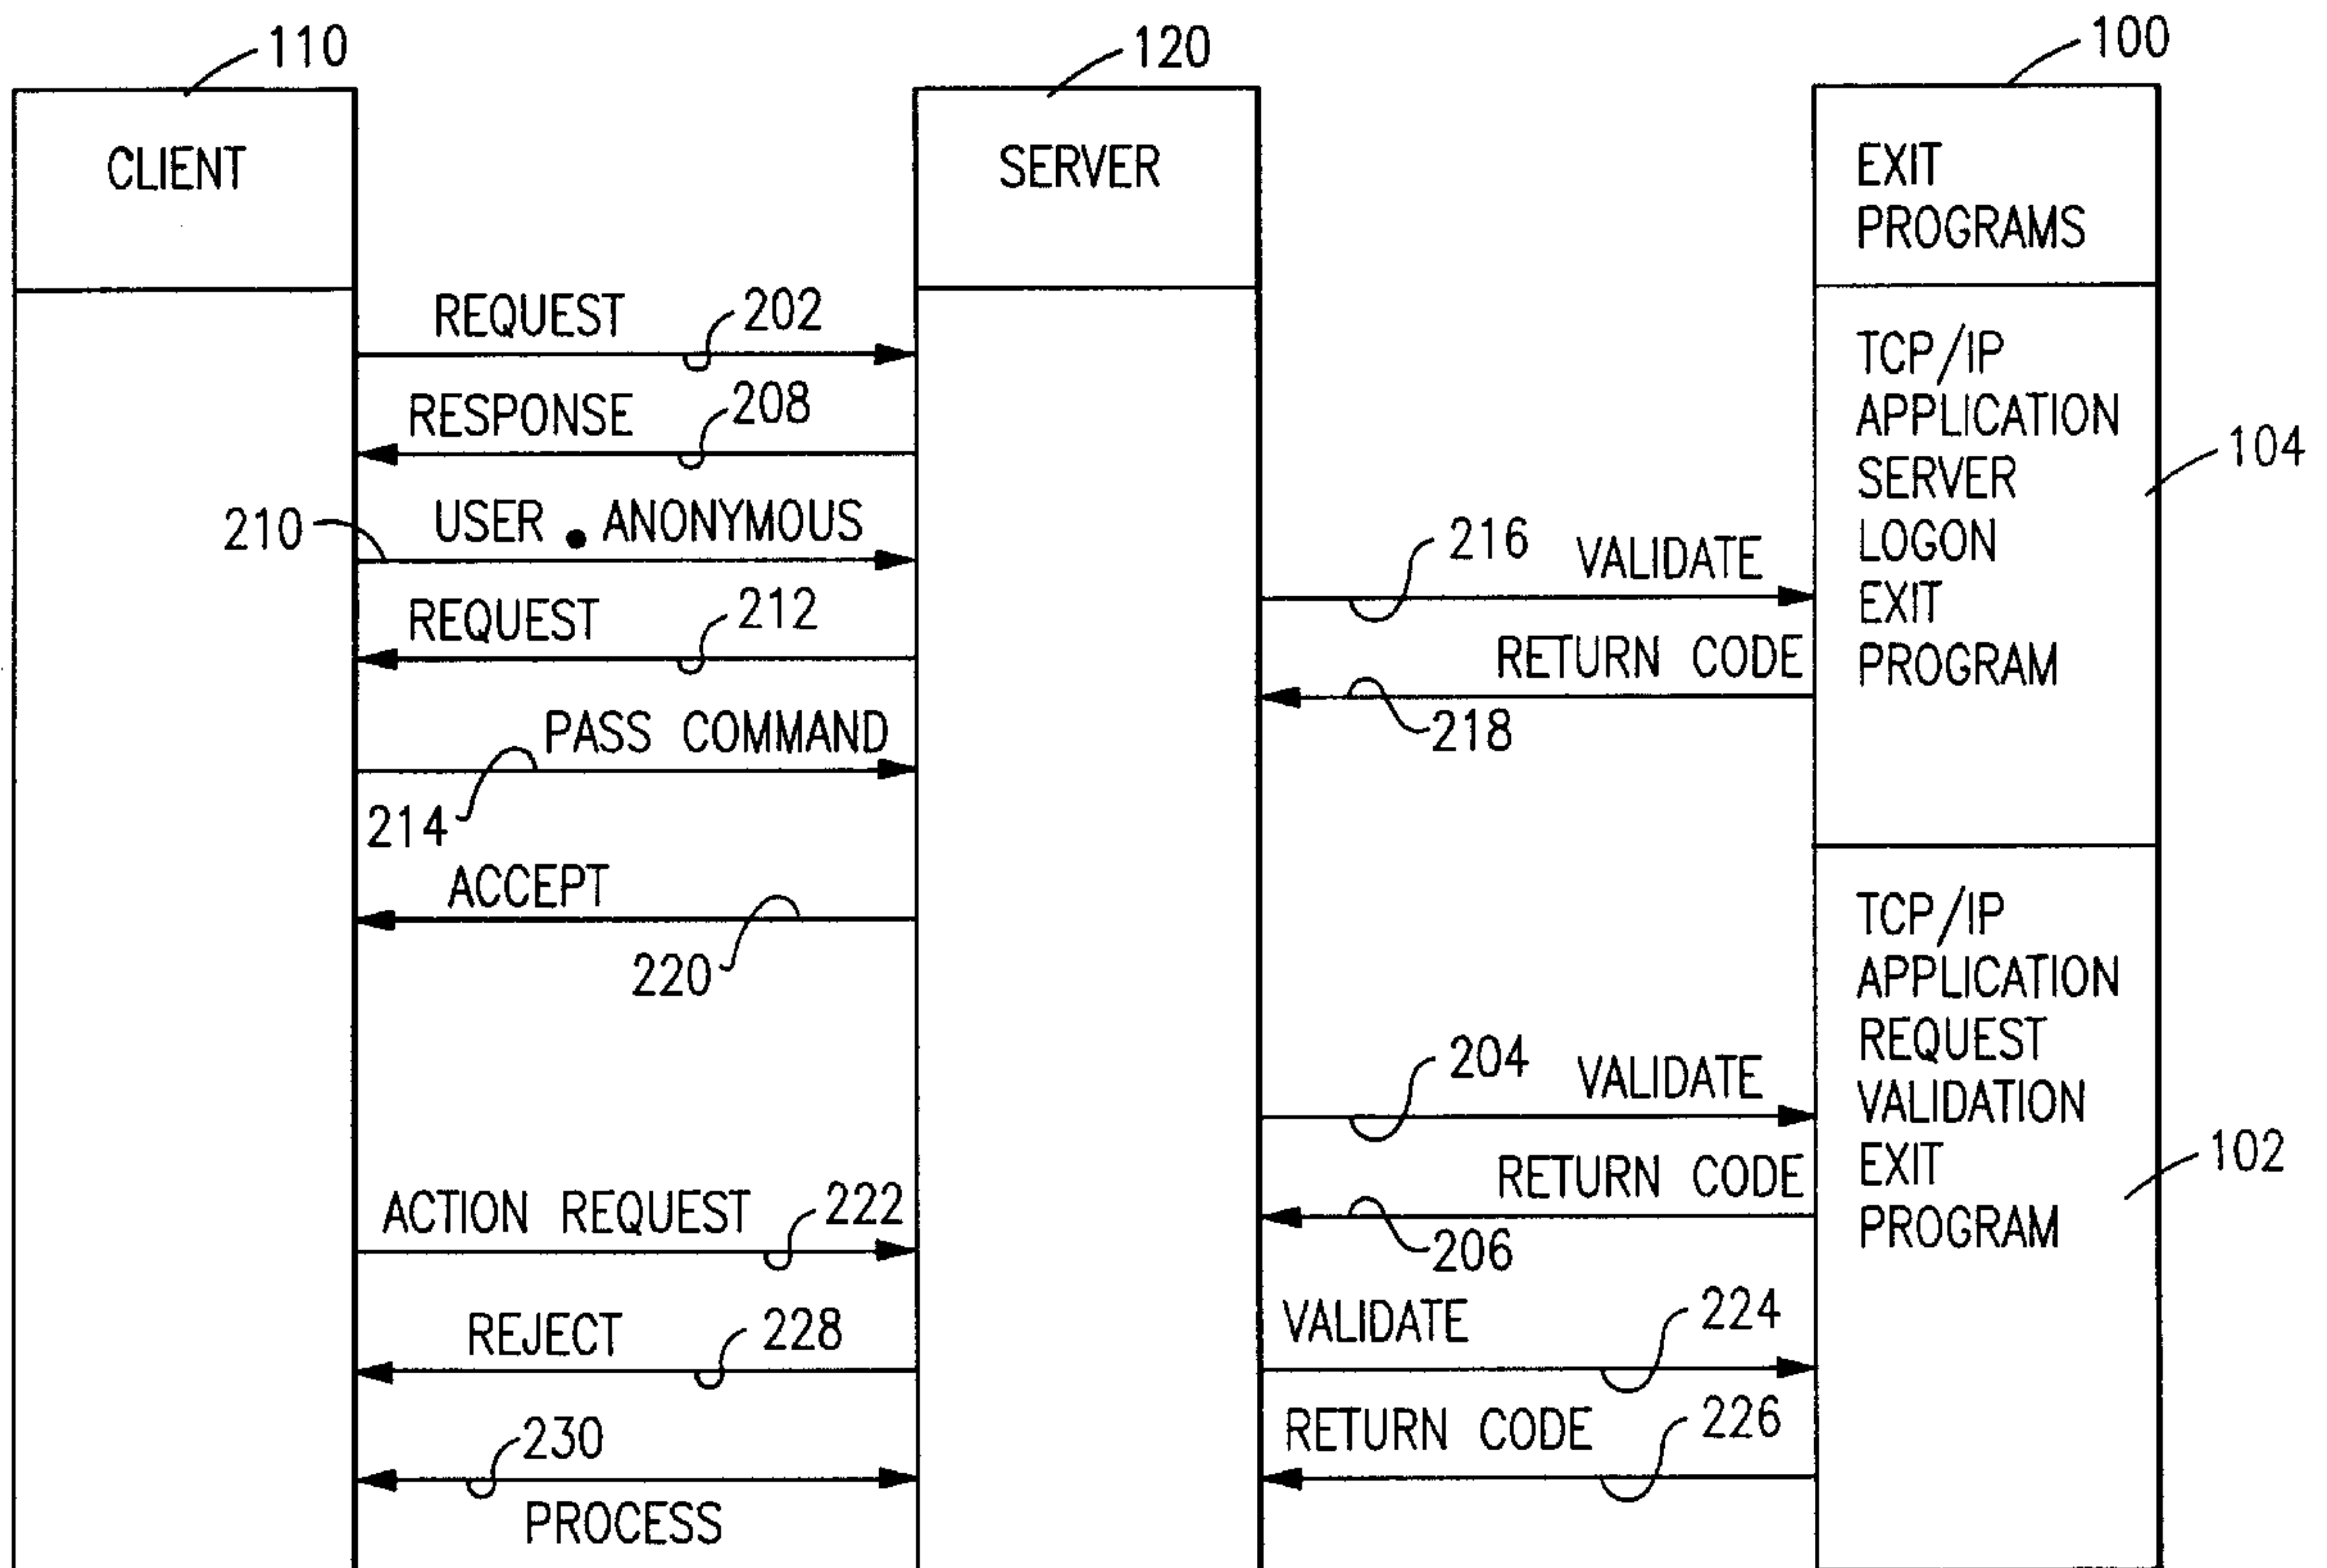 110
120
100
CLIENT
SERVER
EXIT
PROGRAMS
REQUEST
202
RESPONSE
208
210
USER • ANONYMOUS
REQUEST
212
PASS COMMAND
214
ACCEPT
220
ACTION REQUEST
222
REJECT
228
230
PROCESS
216
VALIDATE
RETURN CODE
218
204
VALIDATE
RETURN CODE
206
VALIDATE
224
RETURN CODE
226
TCP/IP
APPLICATION
SERVER
LOGON
EXIT
PROGRAM
104
TCP/IP
APPLICATION
REQUEST
VALIDATION
EXIT
PROGRAM
102